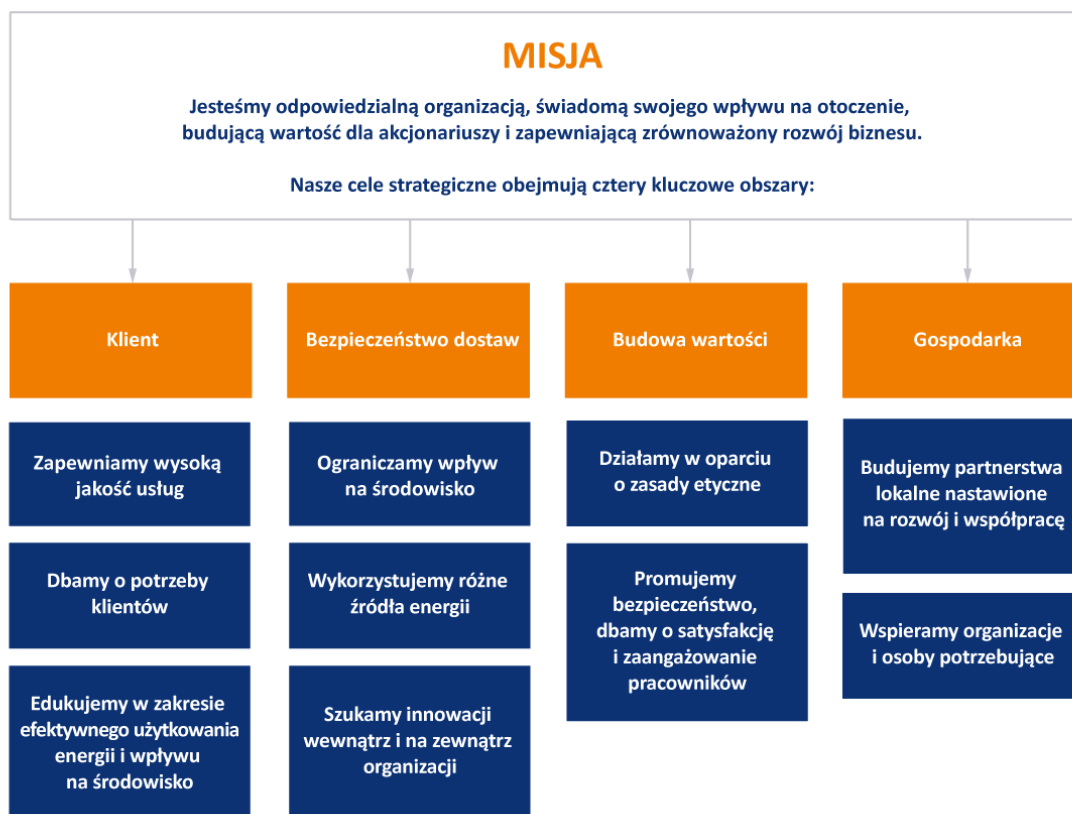 MISJA
Jesteśmy odpowiedzialną organizacją, świadomą swojego wpływu na otoczenie,
budującą wartość dla akcjonariuszy i zapewniającą zrównoważony rozwój biznesu.
Nasze cele strategiczne obejmują cztery kluczowe obszary:
Klient
Zapewniamy wysoką
jakość usług
Dbamy o potrzeby
klientów
Edukujemy w zakresie
efektywnego użytkowania
energii i wpływu
na środowisko
Bezpieczeństwo dostaw
Ograniczamy wpływ
na środowisko
Wykorzystujemy różne
źródła energii
Szukamy innowacji
wewnątrz i na zewnątrz
organizacji
Budowa wartości
Działamy w oparciu
o zasady etyczne
Promujemy
bezpieczeństwo,
dbamy o satysfakcję
i zaangażowanie
pracowników
Gospodarka
Budujemy partnerstwa
lokalne nastawione
na rozwój i współpracę
Wspieramy organizacje
i osoby potrzebujące